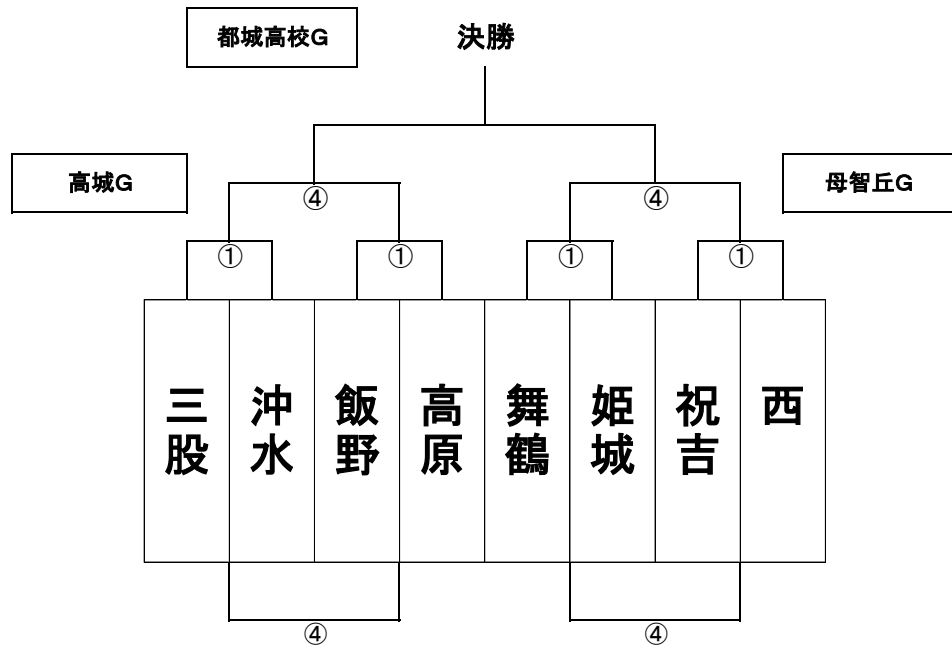 都城高校G
決勝
高城G
母智丘G
④
④
①
①
①
①
三股
沖水
飯野
高原
舞鶴
姫城
祝吉
西
④
④